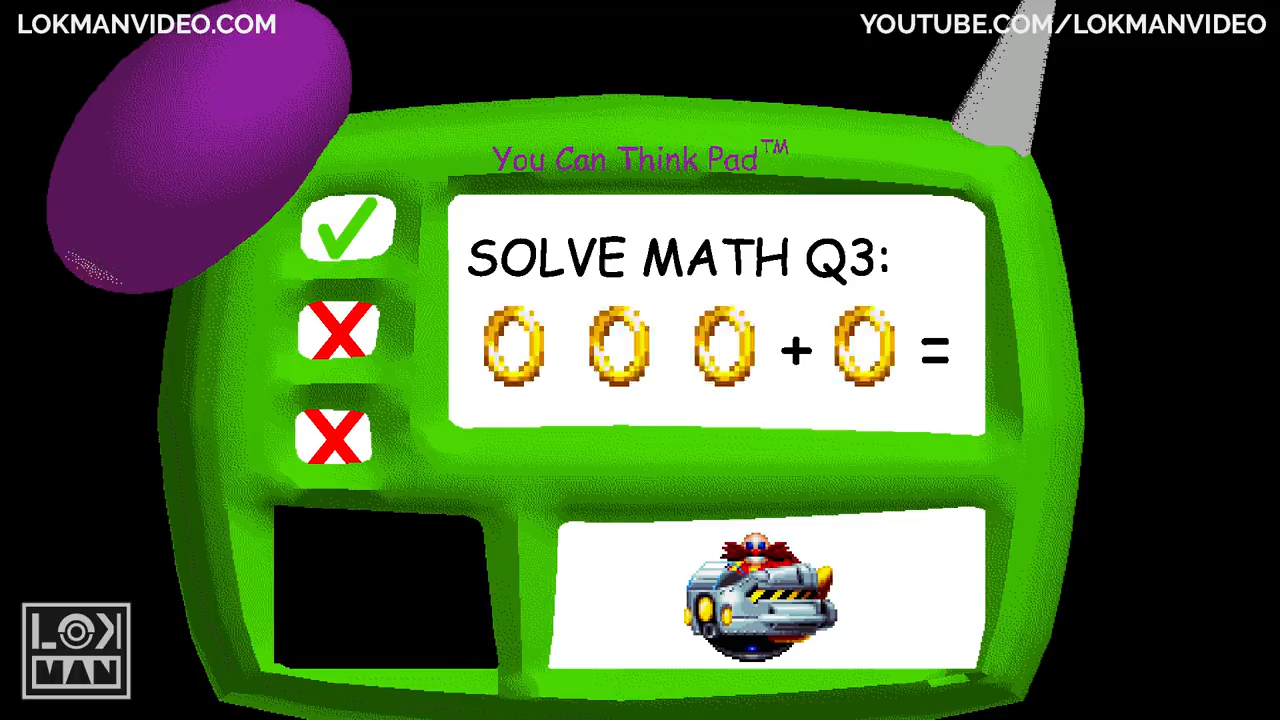 LOKMANVIDEO.COM
YOUTUBE.COM/LOKMANVIDEO
You Can Think Pad™
SOLVE MATH Q3:
+ =
LOK
MAN